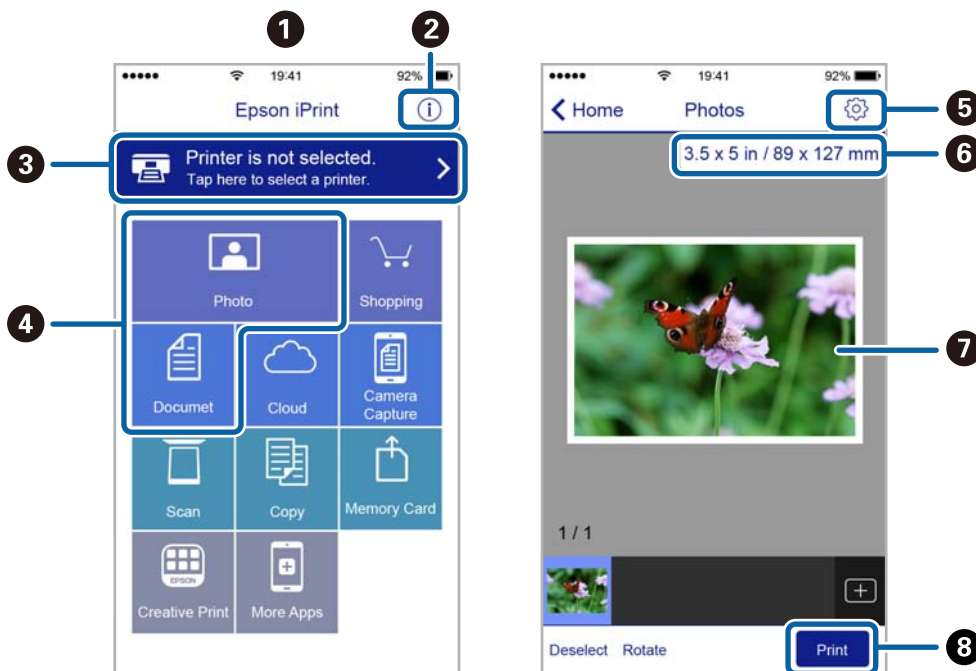 1
2
19:41
92%
Epson iPrint
i
3
Printer is not selected.
Tap here to select a printer.
4
Photo
Shopping
Documet
Cloud
Camera
Capture
Scan
Copy
Memory Card
EPSON
Creative Print
More Apps
19:41
92%
Home
Photos
5
3.5 x 5 in / 89 x 127 mm
6
7
1 / 1
Deselect
Rotate
Print
8